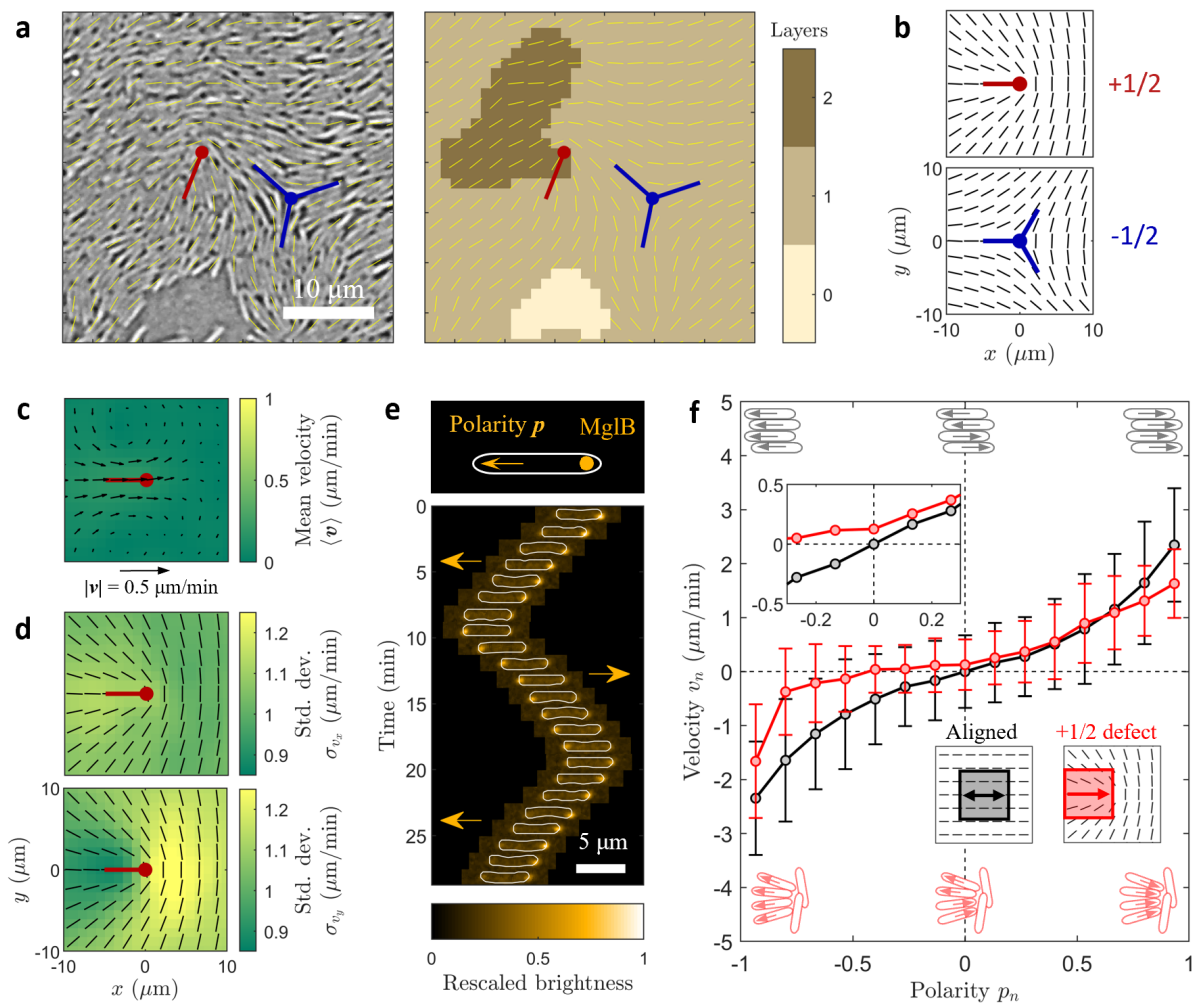 a
10 μm
Layers
2
1
0
b
+1/2
10
0
-10
y (μm)
-10 0 10
x (μm)
-1/2
c
1
0.5
0
Mean velocity
⟨v⟩ (μm/min)
|v| = 0.5 μm/min
d
1.2
1.1
1
0.9
Std. dev.
σvx (μm/min)
10
0
-10
y (μm)
-10 0 10
x (μm)
1.2
1.1
1
0.9
Std. dev.
σvy (μm/min)
e
Polarity p MglB
0
5
10
15
20
25
Time (min)
5 μm
0 0.5 1
Rescaled brightness
f
5
4
3
2
1
0
-1
-2
-3
-4
-5
Velocity vn (μm/min)
0.5
0
-0.5
-0.2 0 0.2
Aligned
+1/2 defect
-1 -0.5 0 0.5 1
Polarity pn